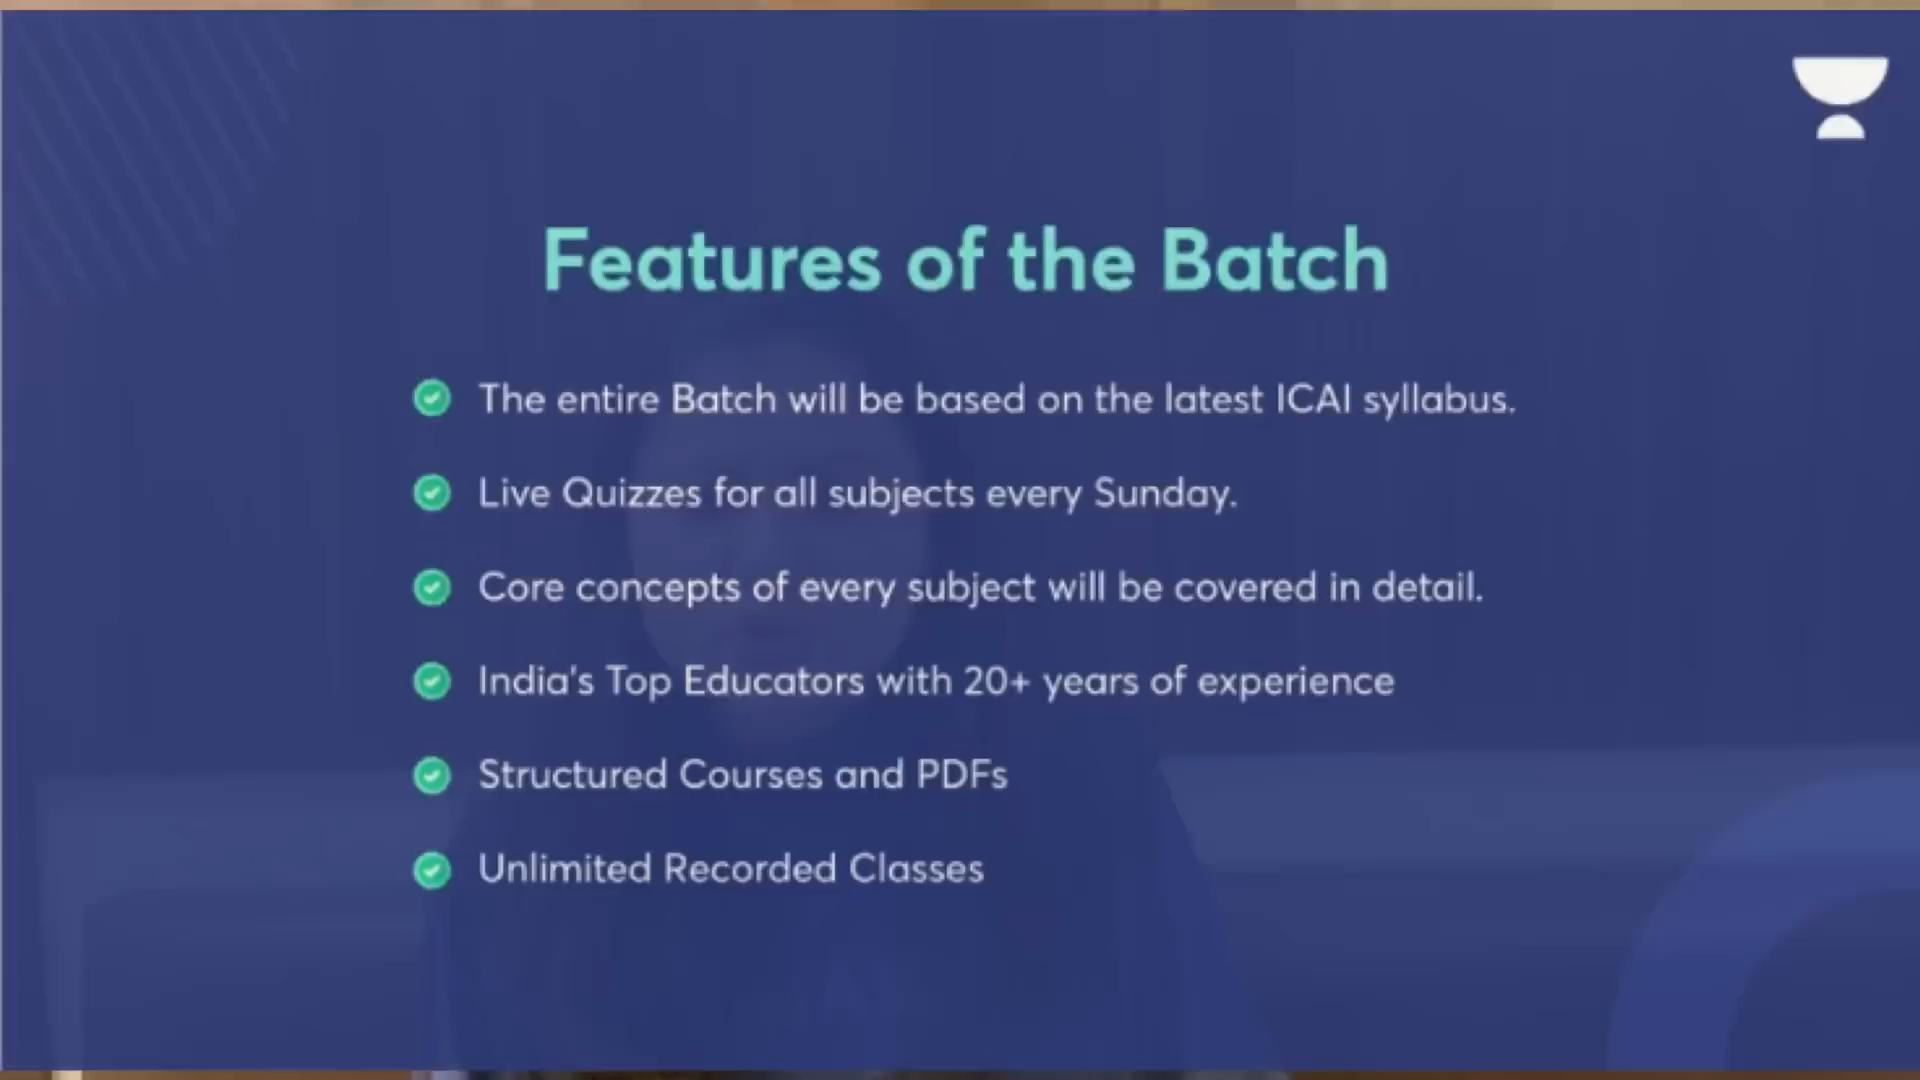 Features of the Batch
The entire Batch will be based on the latest ICAI syllabus.
Live Quizzes for all subjects every Sunday.
Core concepts of every subject will be covered in detail.
India's Top Educators with 20+ years of experience
Structured Courses and PDFs
Unlimited Recorded Classes